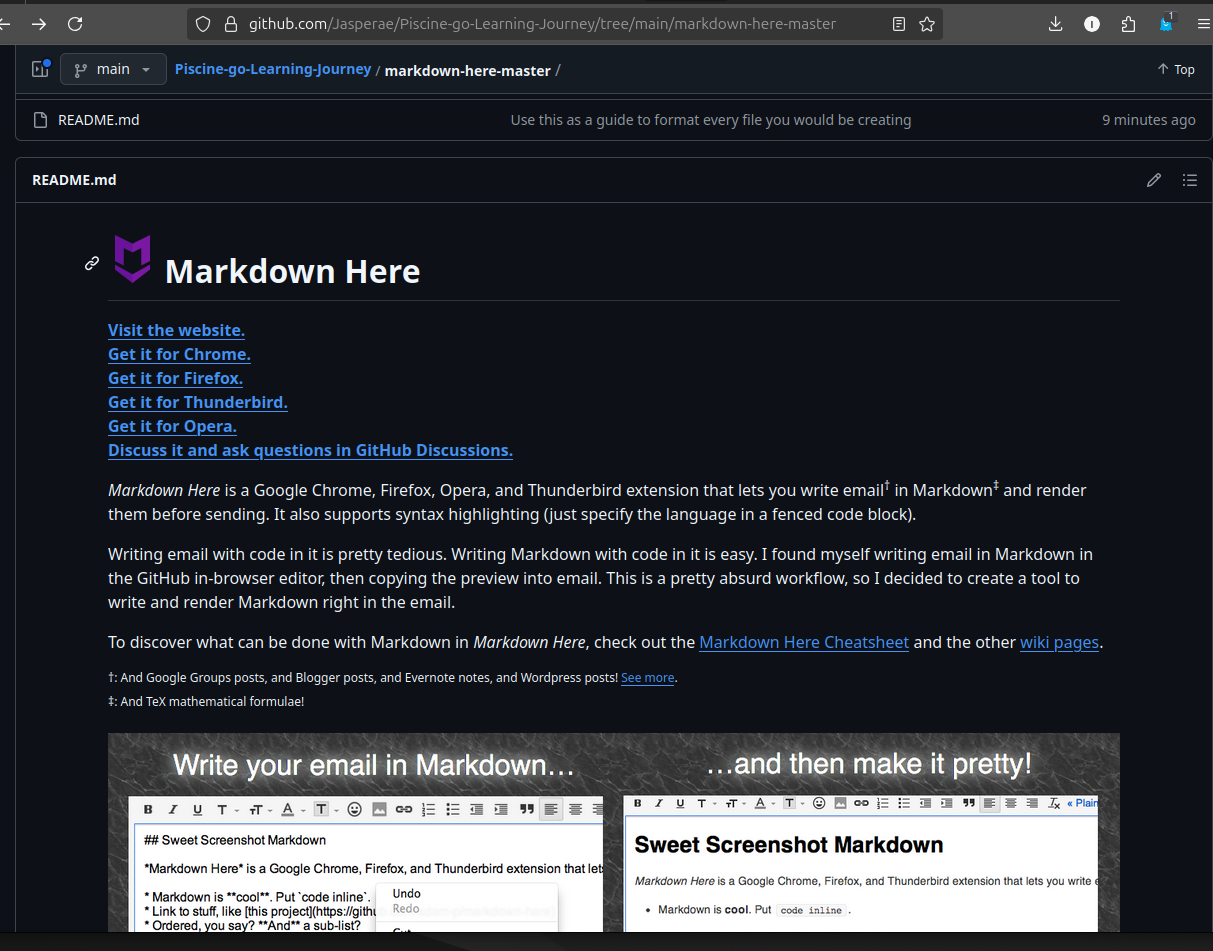 github.com/Jasperae/Piscine-go-Learning-Journey/tree/main/markdown-here-master
1
main
Piscine-go-Learning-Journey / markdown-here-master /
Top
README.md
Use this as a guide to format every file you would be creating
9 minutes ago
README.md
Markdown Here
Visit the website.
Get it for Chrome.
Get it for Firefox.
Get it for Thunderbird.
Get it for Opera.
Discuss it and ask questions in GitHub Discussions.
Markdown Here is a Google Chrome, Firefox, Opera, and Thunderbird extension that lets you write email† in Markdown‡ and render
them before sending. It also supports syntax highlighting (just specify the language in a fenced code block).
Writing email with code in it is pretty tedious. Writing Markdown with code in it is easy. I found myself writing email in Markdown in
the GitHub in-browser editor, then copying the preview into email. This is a pretty absurd workflow, so I decided to create a tool to
write and render Markdown right in the email.
To discover what can be done with Markdown in Markdown Here, check out the Markdown Here Cheatsheet and the other wiki pages.
†: And Google Groups posts, and Blogger posts, and Evernote notes, and Wordpress posts! See more.
‡: And TeX mathematical formulae!
Write your email in Markdown...
...and then make it pretty!
« Plain
## Sweet Screenshot Markdown
*Markdown Here* is a Google Chrome, Firefox, and Thunderbird extension that lets
* Markdown is **cool**. Put `code inline`.
* Link to stuff, like [this project](https://github
* Ordered, you say? **And** a sub-list?
Undo
Redo
Cut
Sweet Screenshot Markdown
Markdown Here is a Google Chrome, Firefox, and Thunderbird extension that lets you write e
• Markdown is cool. Put code inline .